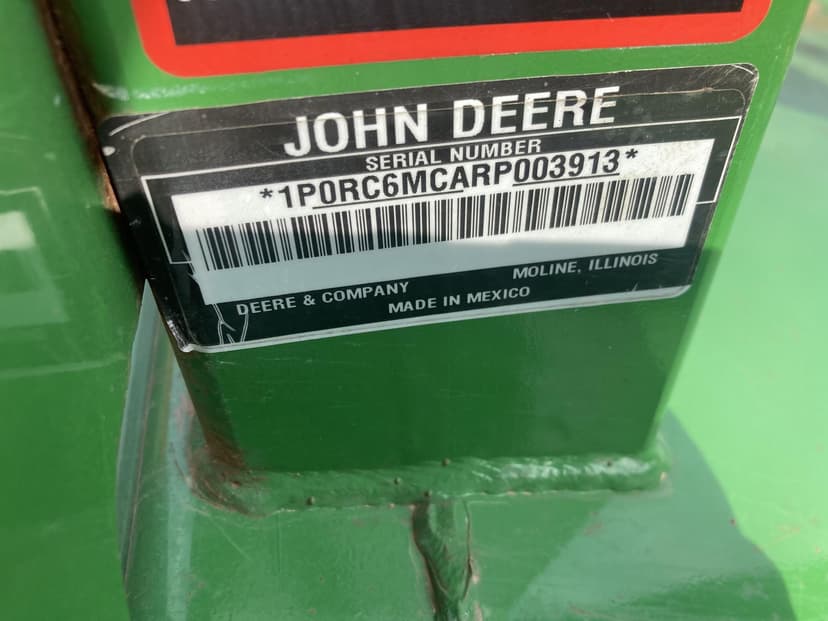 JOHN DEERE
SERIAL NUMBER
*1P0RC6MCARP003913*
DEERE & COMPANY MOLINE, ILLINOIS
MADE IN MEXICO